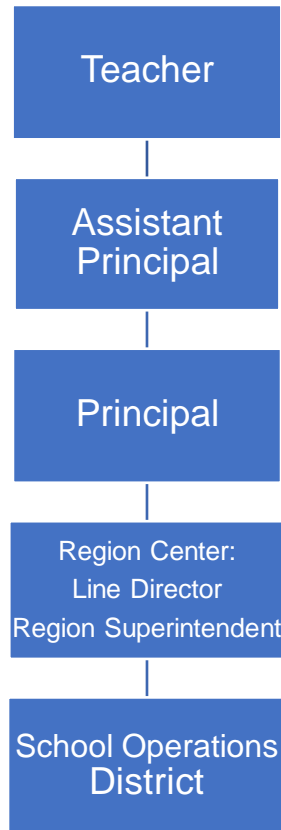 Teacher
Assistant
Principal
Principal
Region Center:
Line Director
Region Superintendent
School Operations
District